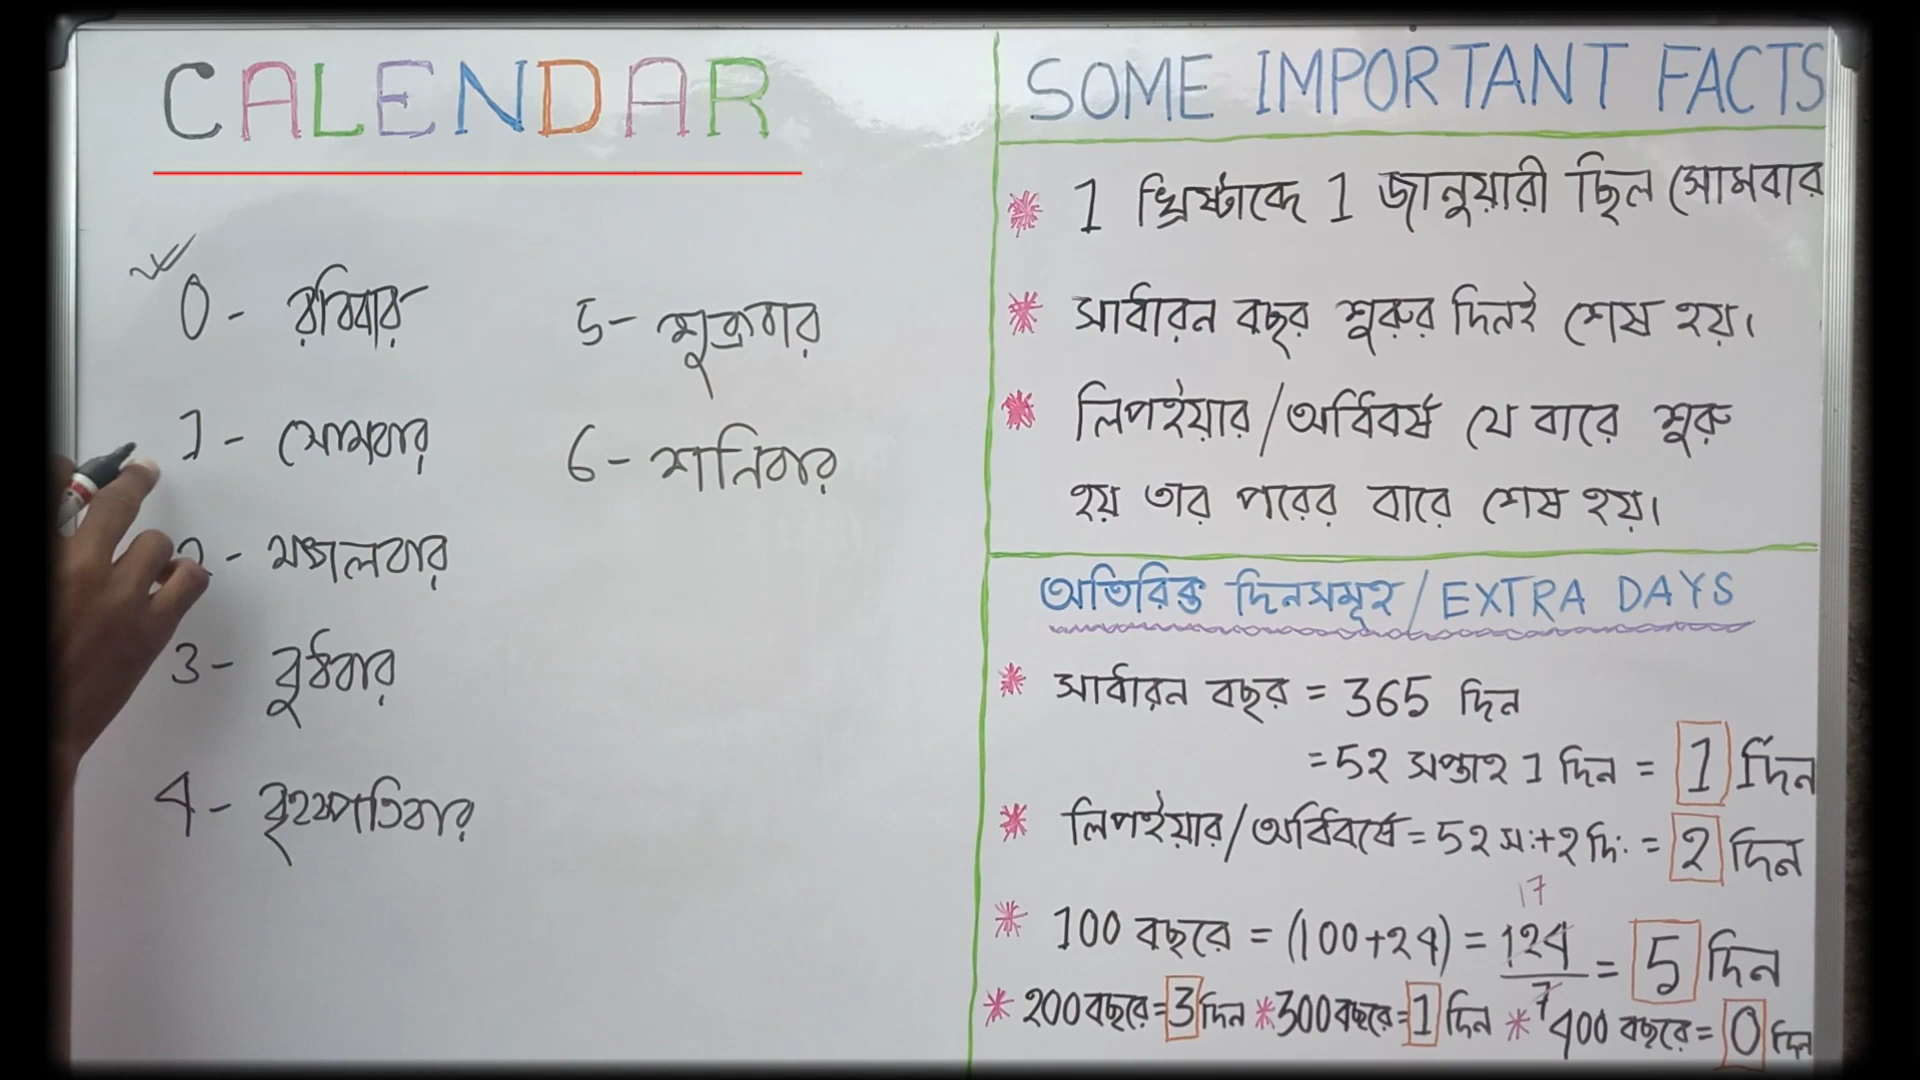 CALENDAR
0 - রবিবার
1 - সোমবার
2 - মঙ্গলবার
3 - বুধবার
4 - বৃহস্পতিবার
5 - শুক্রবার
6 - শনিবার
SOME IMPORTANT FACTS
* 1 খ্রিষ্টাব্দে 1 জানুয়ারী ছিল সোমবার
* সাধারন বছর শুরুর দিনই শেষ হয়।
* লিপইয়ার/অধিবর্ষ যে বারে শুরু
হয় তার পরের বারে শেষ হয়।
অতিরিক্ত দিনসমূহ/EXTRA DAYS
* সাধারন বছর = 365 দিন
= 52 সপ্তাহ 1 দিন = 1 দিন
* লিপইয়ার/অধিবর্ষে = 52 স:+2 দি: = 2 দিন
17
* 100 বছরে = (100+24) = 124/7 = 5 দিন
* 200 বছরে = 3 দিন * 300 বছরে = 1 দিন * 400 বছরে = 0 দিন